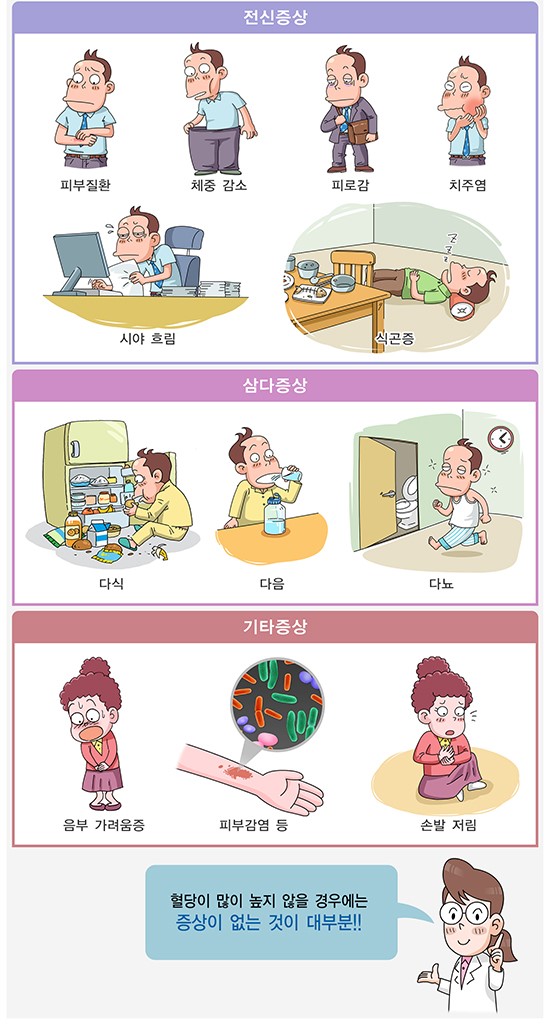 전신증상
피부질환 체중 감소 피로감 치주염
시야 흐림 식곤증
삼다증상
다식 다음 다뇨
기타증상
음부 가려움증 피부감염 등 손발 저림
혈당이 많이 높지 않을 경우에는
증상이 없는 것이 대부분!!